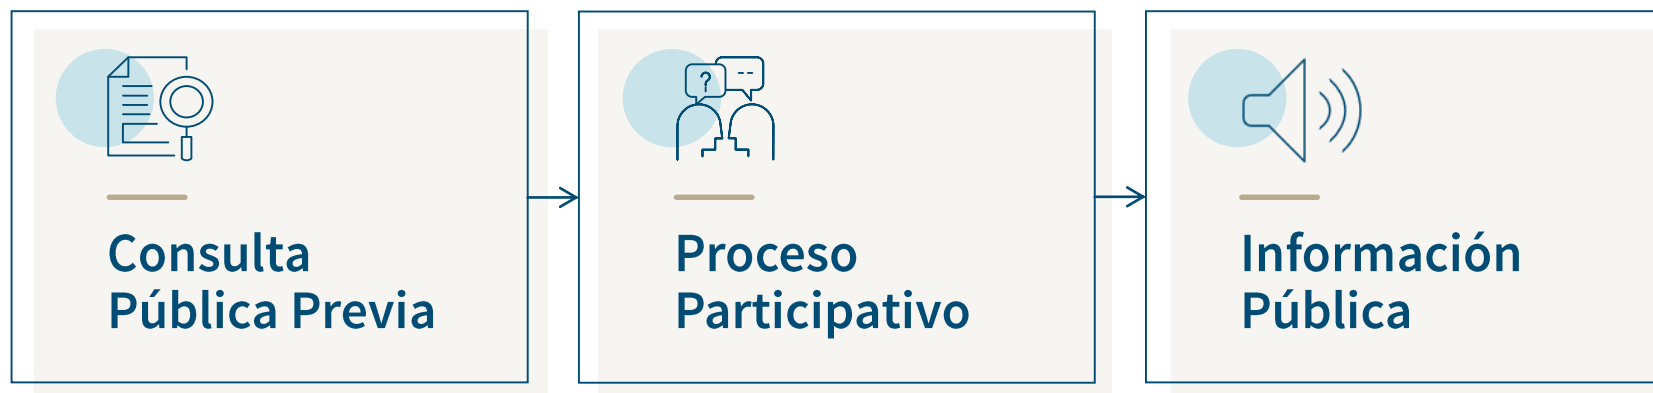 Consulta
Pública Previa
Proceso
Participativo
Información
Pública
?
--